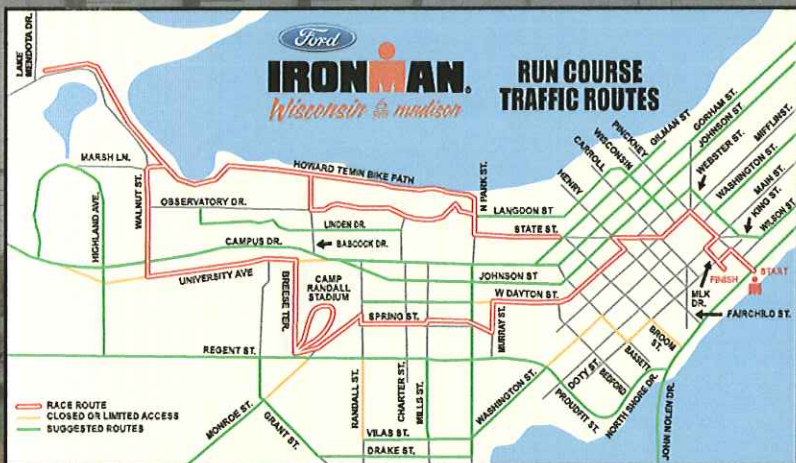 Ford
IRONMAN®
Wisconsin madison
RUN COURSE
TRAFFIC ROUTES
LAKE
MENDOTA DR.
MARSH LN.
HIGHLAND AVE.
WALNUT ST.
HOWARD TEMIN BIKE PATH
OBSERVATORY DR.
LINDEN DR.
BABCOCK DR.
CAMPUS DR.
UNIVERSITY AVE
BREESE TER.
CAMP
RANDALL
STADIUM
SPRING ST.
REGENT ST.
N PARK ST.
LANGDON ST
STATE ST.
JOHNSON ST
W DAYTON ST.
MURRAY ST.
HENRY
CARROLL
WISCONSIN
PINCKNEY
GILMAN ST
GORHAM ST.
JOHNSON ST.
WEBSTER ST.
MIFFLIN ST.
WASHINGTON ST.
MAIN ST.
KING ST.
WILSON ST.
START
FINISH
MLK
DR.
FAIRCHILD ST.
BROOM
ST.
BASSETT
BEDFORD
DOTY ST.
PROUDFIT ST.
NORTH SHORE DR.
JOHN NOLEN DR.
WASHINGTON ST.
RANDALL ST.
CHARTER ST.
MILLS ST.
MONROE ST.
GRANT ST.
VILAS ST.
DRAKE ST.
RACE ROUTE
CLOSED OR LIMITED ACCESS
SUGGESTED ROUTES